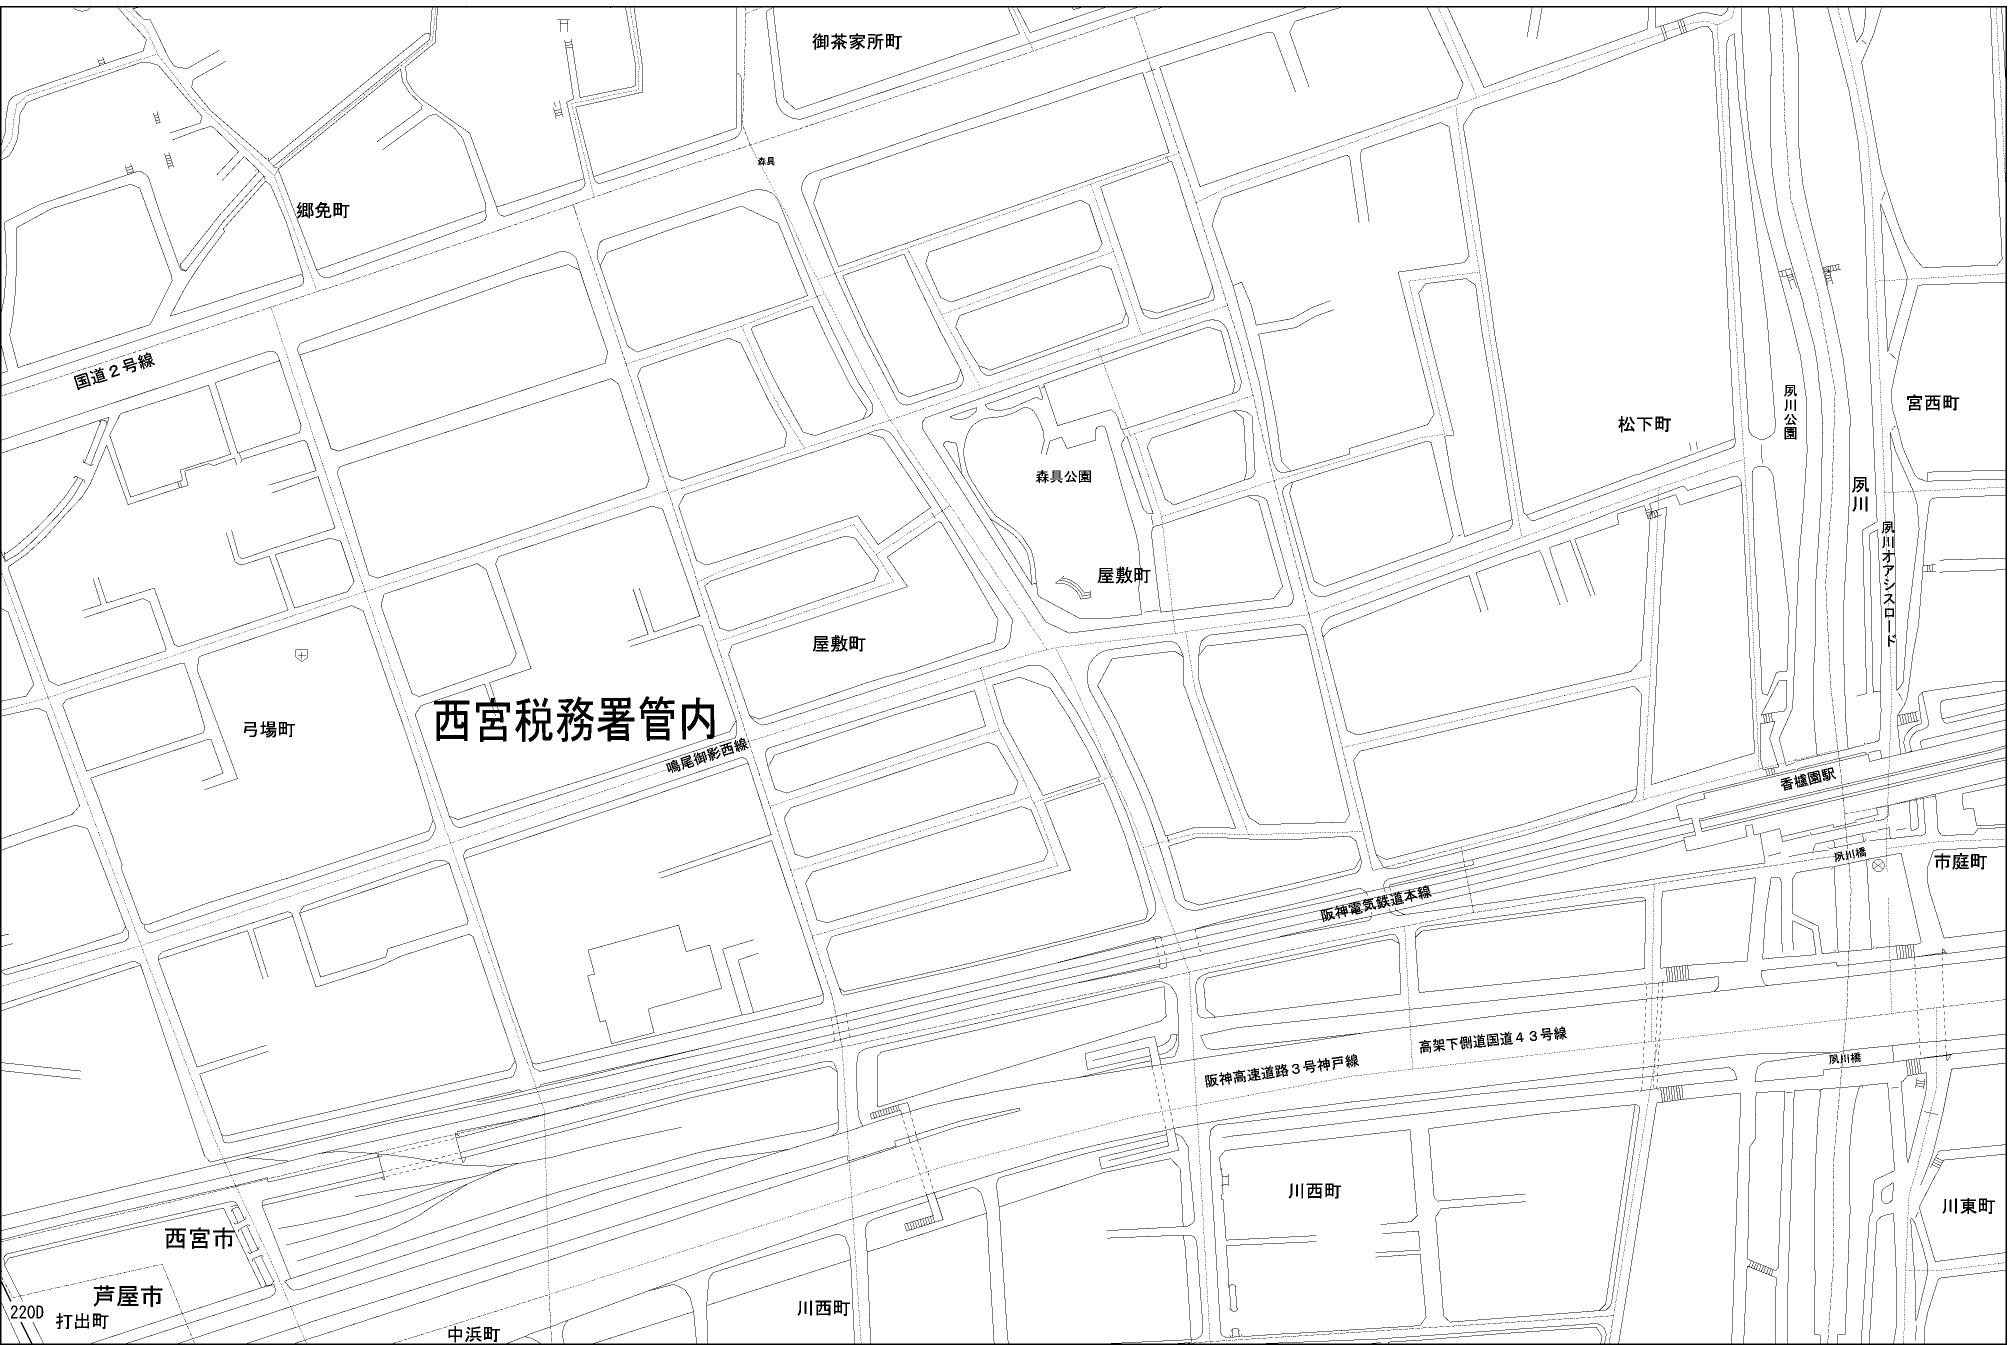 御茶家所町
森具
郷免町
国道２号線
夙川公園
宮西町
松下町
森具公園
夙川
夙川オアシスロード
屋敷町
屋敷町
弓場町
西宮税務署管内
鳴尾御影西線
香櫨園駅
夙川橋
市庭町
阪神電気鉄道本線
高架下側道国道４３号線
阪神高速道路３号神戸線
夙川橋
川西町
川東町
西宮市
芦屋市
220D
打出町
川西町
中浜町